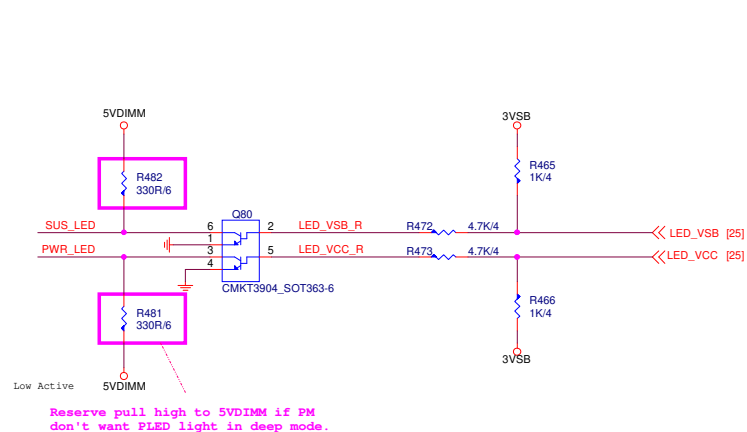 5VDIMM
3VSB
R482
330R/6
R465
1K/4
Q80
SUS_LED
6
2
LED_VSB_R
R472
4.7K/4
LED_VSB [25]
1
PWR_LED
3
5
LED_VCC_R
R473
4.7K/4
LED_VCC [25]
4
CMKT3904_SOT363-6
R481
330R/6
R466
1K/4
3VSB
Low Active
5VDIMM
Reserve pull high to 5VDIMM if PM
don't want PLED light in deep mode.